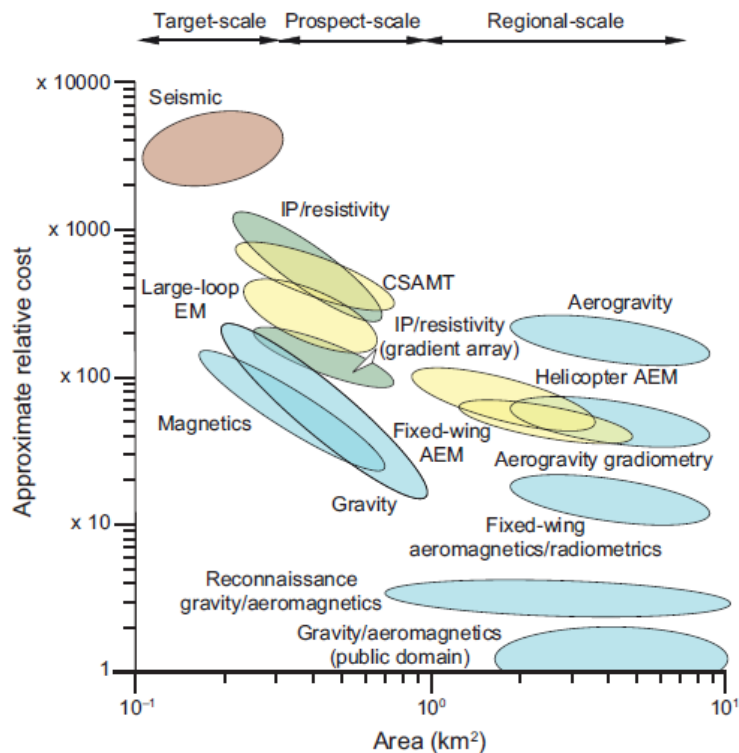 Target-scale Prospect-scale Regional-scale
x 10000
Seismic
x 1000
IP/resistivity
CSAMT
Large-loop
EM
Aerogravity
IP/resistivity
(gradient array)
x 100
Helicopter AEM
Magnetics
Fixed-wing
AEM
Aerogravity gradiometry
Gravity
x 10
Fixed-wing
aeromagnetics/radiometrics
Reconnaissance
gravity/aeromagnetics
Gravity/aeromagnetics
(public domain)
1
10⁻¹ 10⁰ 10¹
Area (km²)
Approximate relative cost